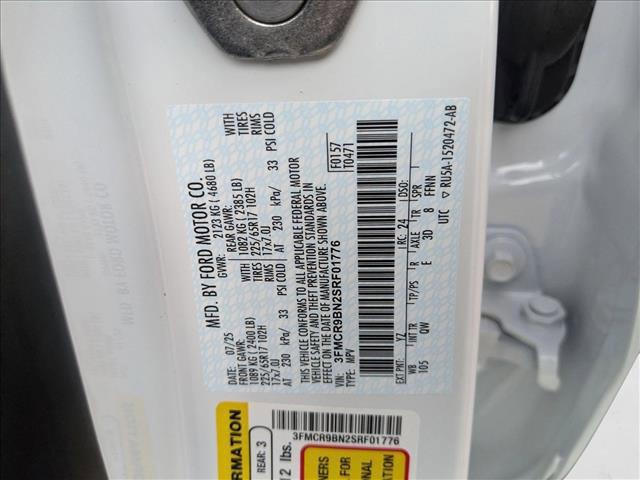 MFD. BY FORD MOTOR CO.
07/25
GVWR:
2123 KG ( 4680 LB)
FRONT GAWR:
REAR GAWR:
1089 KG ( 2400 LB)
1082 KG ( 2385 LB)
WITH
225/65R17 102H TIRES
225/65R17 102H
WITH
TIRES
17x7.0J
17x7.0J
RIMS
RIMS
AT 230 kPa/ 33 PSI COLD
AT 230 kPa/ 33 PSI COLD
THIS VEHICLE CONFORMS TO ALL APPLICABLE FEDERAL MOTOR
VEHICLE SAFETY AND THEFT PREVENTION STANDARDS IN
EFFECT ON THE DATE OF MANUFACTURE SHOWN ABOVE.
VIN: 3FMCR9BN2SRF01776
TYPE: MPV
F0157
T0471
EXT PNT: YZ
RC: 24
DSO:
WB
INT TR
TP/PS
R
AXLE
TR
SPR
105
QW
E
3D
8
FFNN
UTC
RU5A-1520472-AB
3FMCR9BN2SRF01776
REAR: 3
12 lbs.
FOR